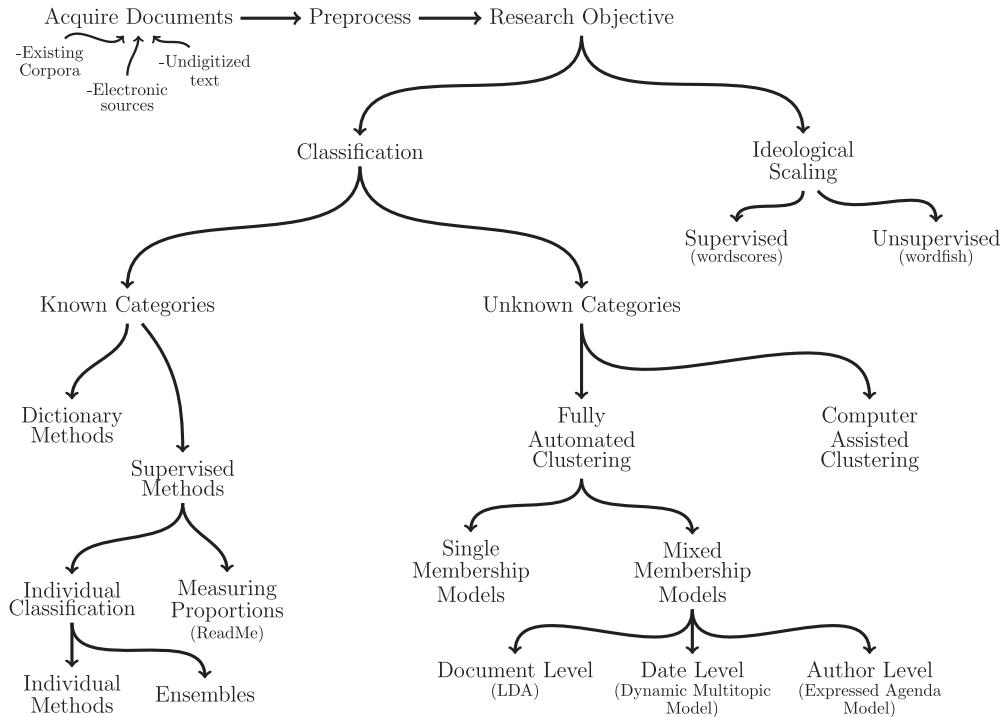 Acquire Documents
Preprocess
Research Objective
-Existing
Corpora
-Undigitized
text
-Electronic
sources
Classification
Ideological
Scaling
Supervised
(wordscores)
Unsupervised
(wordfish)
Known Categories
Unknown Categories
Dictionary
Methods
Fully
Automated
Clustering
Computer
Assisted
Clustering
Supervised
Methods
Single
Membership
Models
Mixed
Membership
Models
Individual
Classification
Measuring
Proportions
(ReadMe)
Individual
Methods
Ensembles
Document Level
(LDA)
Date Level
(Dynamic Multitopic
Model)
Author Level
(Expressed Agenda
Model)